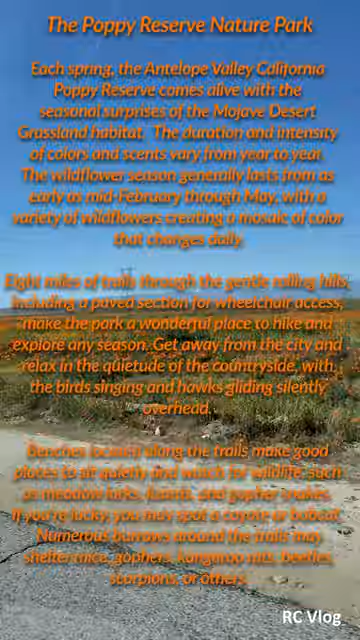 The Poppy Reserve Nature Park
Each spring, the Antelope Valley California
Poppy Reserve comes alive with the
seasonal surprises of the Mojave Desert
Grassland habitat. The duration and intensity
of colors and scents vary from year to year.
The wildflower season generally lasts from as
early as mid-February through May, with a
variety of wildflowers creating a mosaic of color
that changes daily.
Eight miles of trails through the gentle rolling hills,
including a paved section for wheelchair access,
make the park a wonderful place to hike and
explore any season. Get away from the city and
relax in the quietude of the countryside, with
the birds singing and hawks gliding silently
overhead.
Benches located along the trails make good
places to sit quietly and watch for wildlife, such
as meadow larks, lizards, and gopher snakes.
If you're lucky, you may spot a coyote or bobcat.
Numerous burrows around the trails may
shelter mice, gophers, kangaroo rats, beetles,
scorpions, or others.
RC Vlog